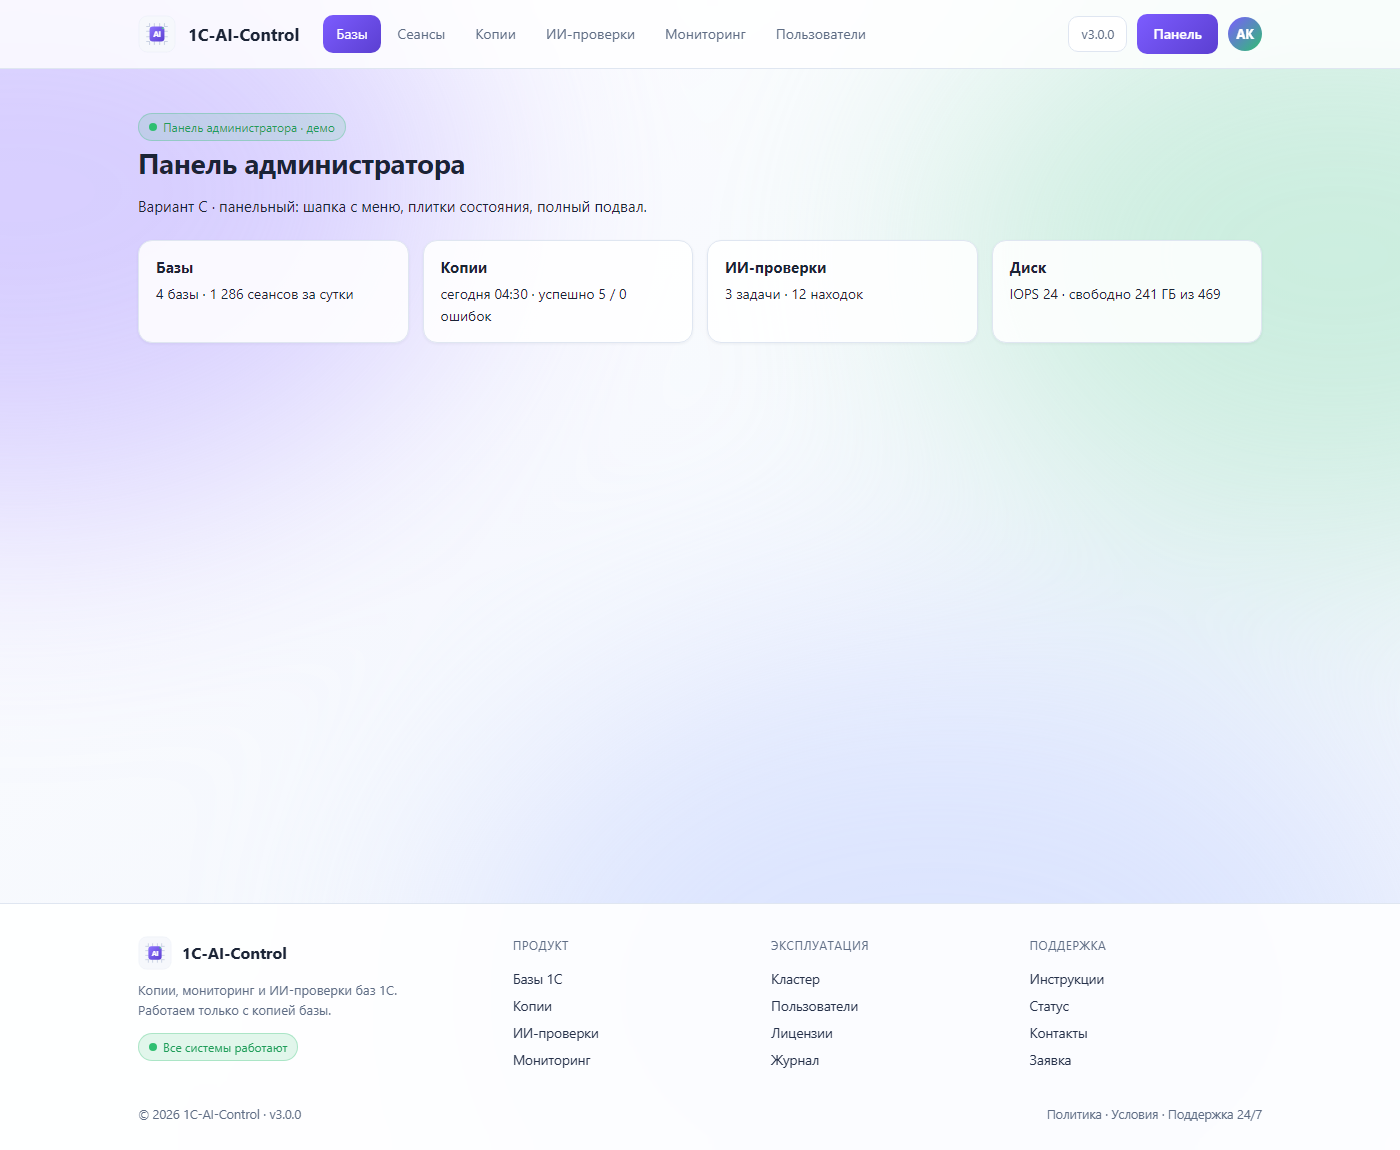 AI
1C-AI-Control
Базы
Сеансы
Копии
ИИ-проверки
Мониторинг
Пользователи
v3.0.0
Панель
АК
Панель администратора · демо
Панель администратора
Вариант C · панельный: шапка с меню, плитки состояния, полный подвал.
Базы
4 базы · 1 286 сеансов за сутки
Копии
сегодня 04:30 · успешно 5 / 0
ошибок
ИИ-проверки
3 задачи · 12 находок
Диск
IOPS 24 · свободно 241 ГБ из 469
AI
1C-AI-Control
Копии, мониторинг и ИИ-проверки баз 1С.
Работаем только с копией базы.
Все системы работают
ПРОДУКТ
Базы 1С
Копии
ИИ-проверки
Мониторинг
ЭКСПЛУАТАЦИЯ
Кластер
Пользователи
Лицензии
Журнал
ПОДДЕРЖКА
Инструкции
Статус
Контакты
Заявка
© 2026 1C-AI-Control · v3.0.0
Политика · Условия · Поддержка 24/7